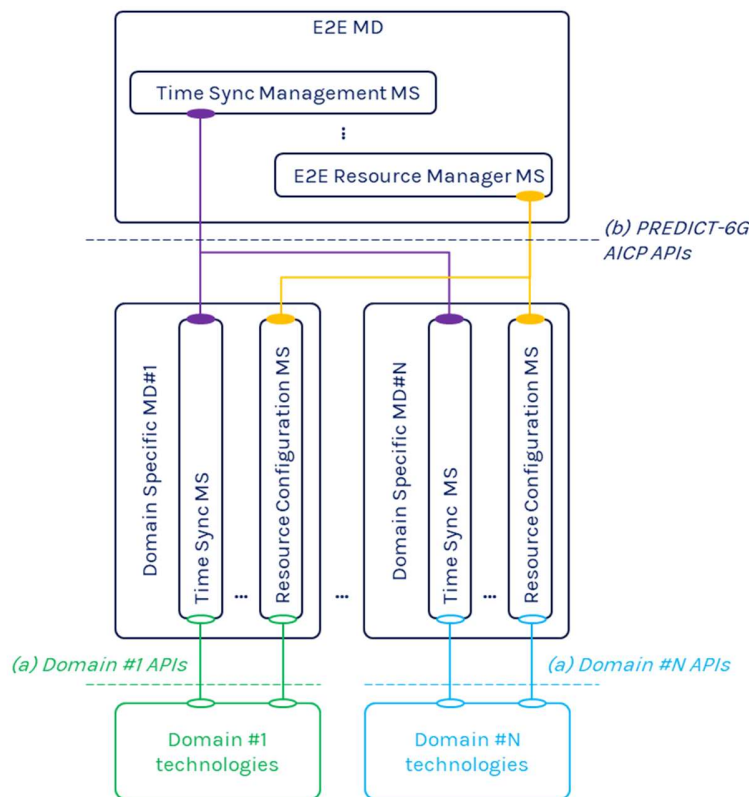 E2E MD
Time Sync Management MS
...
E2E Resource Manager MS
(b) PREDICT-6G
AICP APIs
Domain Specific MD#1
Time Sync MS
...
Resource Configuration MS
...
Domain Specific MD#N
Time Sync MS
...
Resource Configuration MS
(a) Domain #1 APIs
(a) Domain #N APIs
Domain #1
technologies
Domain #N
technologies